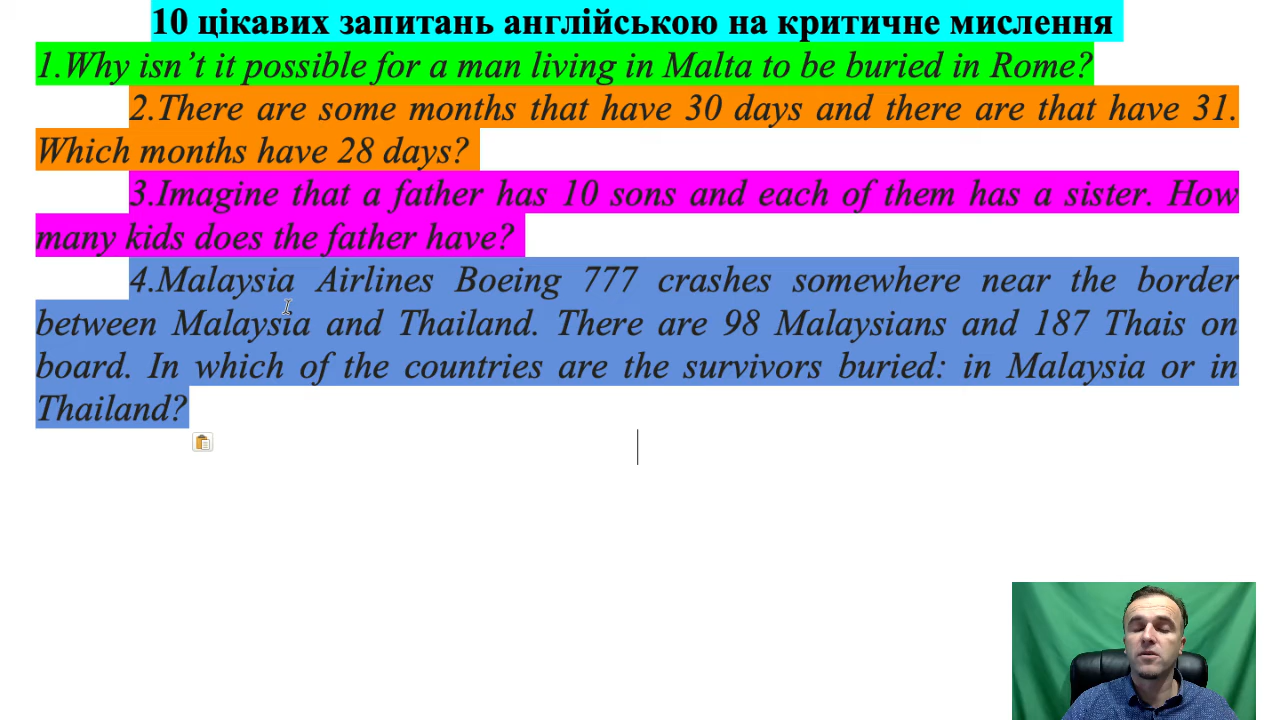 10 цікавих запитань англійською на критичне мислення
1.Why isn’t it possible for a man living in Malta to be buried in Rome?
2.There are some months that have 30 days and there are that have 31.
Which months have 28 days?
3.Imagine that a father has 10 sons and each of them has a sister. How
many kids does the father have?
4.Malaysia Airlines Boeing 777 crashes somewhere near the border
between Malaysia and Thailand. There are 98 Malaysians and 187 Thais on
board. In which of the countries are the survivors buried: in Malaysia or in
Thailand?